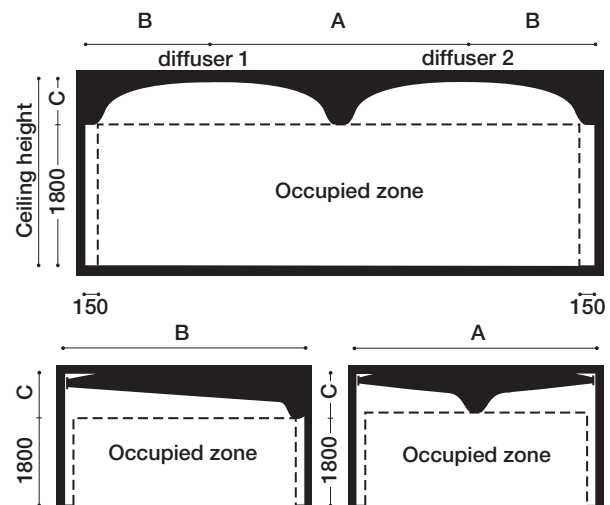 B A B
diffuser 1 diffuser 2
Ceiling height
C
1800
Occupied zone
150 150
B
C
1800
Occupied zone
A
C
1800
Occupied zone